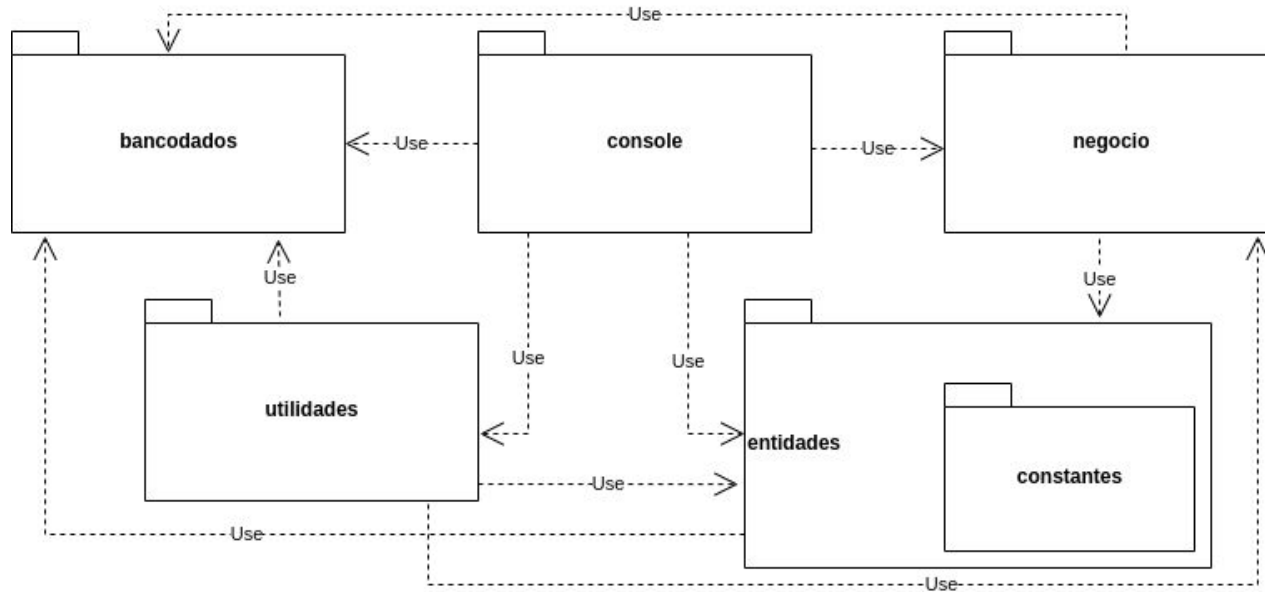 Use
bancodados
Use
console
Use
negocio
Use
Use
Use
Use
utilidades
entidades
constantes
Use
Use
Use